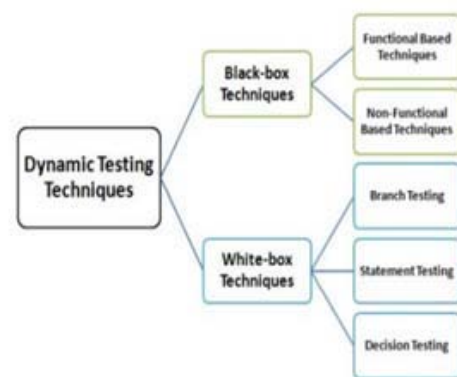 Functional Based
Techniques
Black-box
Techniques
Non-Functional
Based Techniques
Dynamic Testing
Techniques
Branch Testing
White-box
Techniques
Statement Testing
Decision Testing